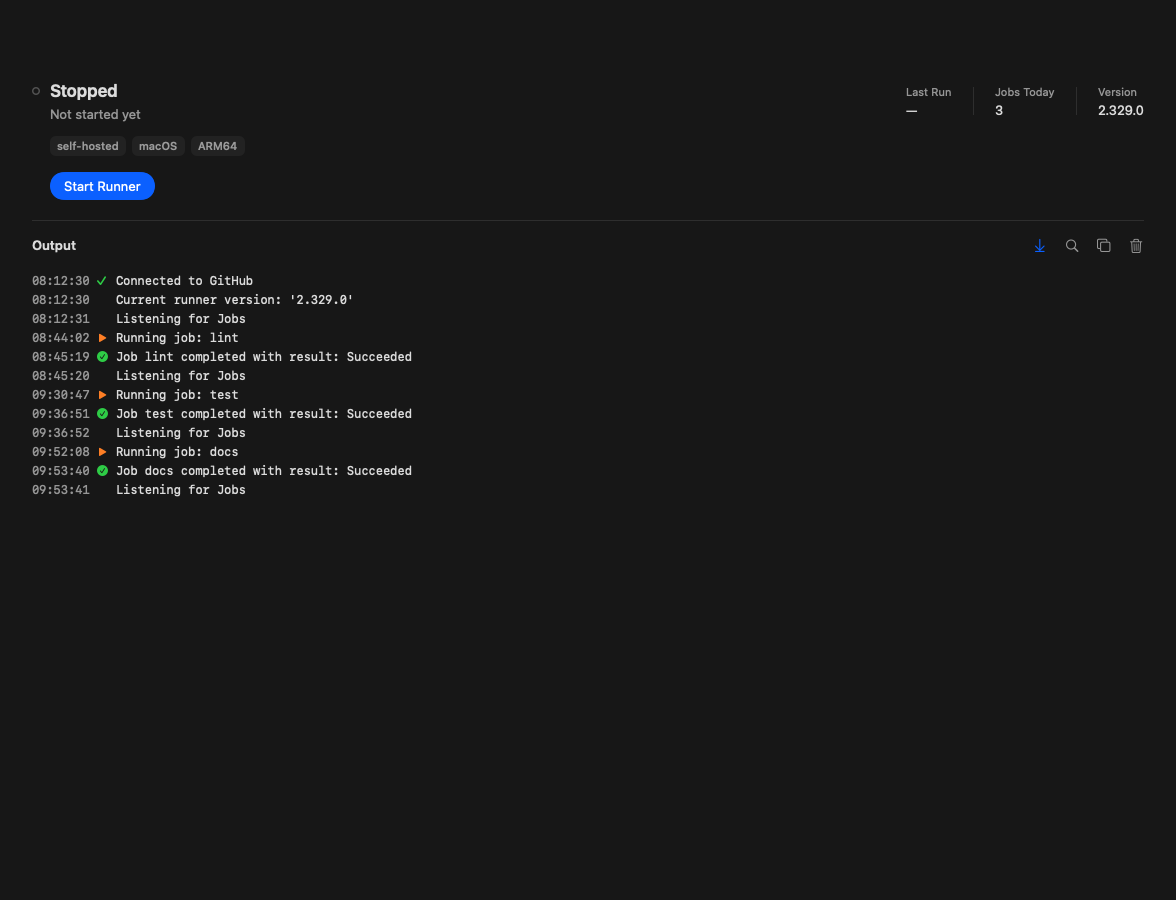 Stopped
Not started yet
self-hosted macOS ARM64
Start Runner
Last Run Jobs Today Version
— 3 2.329.0
Output
08:12:30 Connected to GitHub
08:12:30 Current runner version: '2.329.0'
08:12:31 Listening for Jobs
08:44:02 Running job: lint
08:45:19 Job lint completed with result: Succeeded
08:45:20 Listening for Jobs
09:30:47 Running job: test
09:36:51 Job test completed with result: Succeeded
09:36:52 Listening for Jobs
09:52:08 Running job: docs
09:53:40 Job docs completed with result: Succeeded
09:53:41 Listening for Jobs